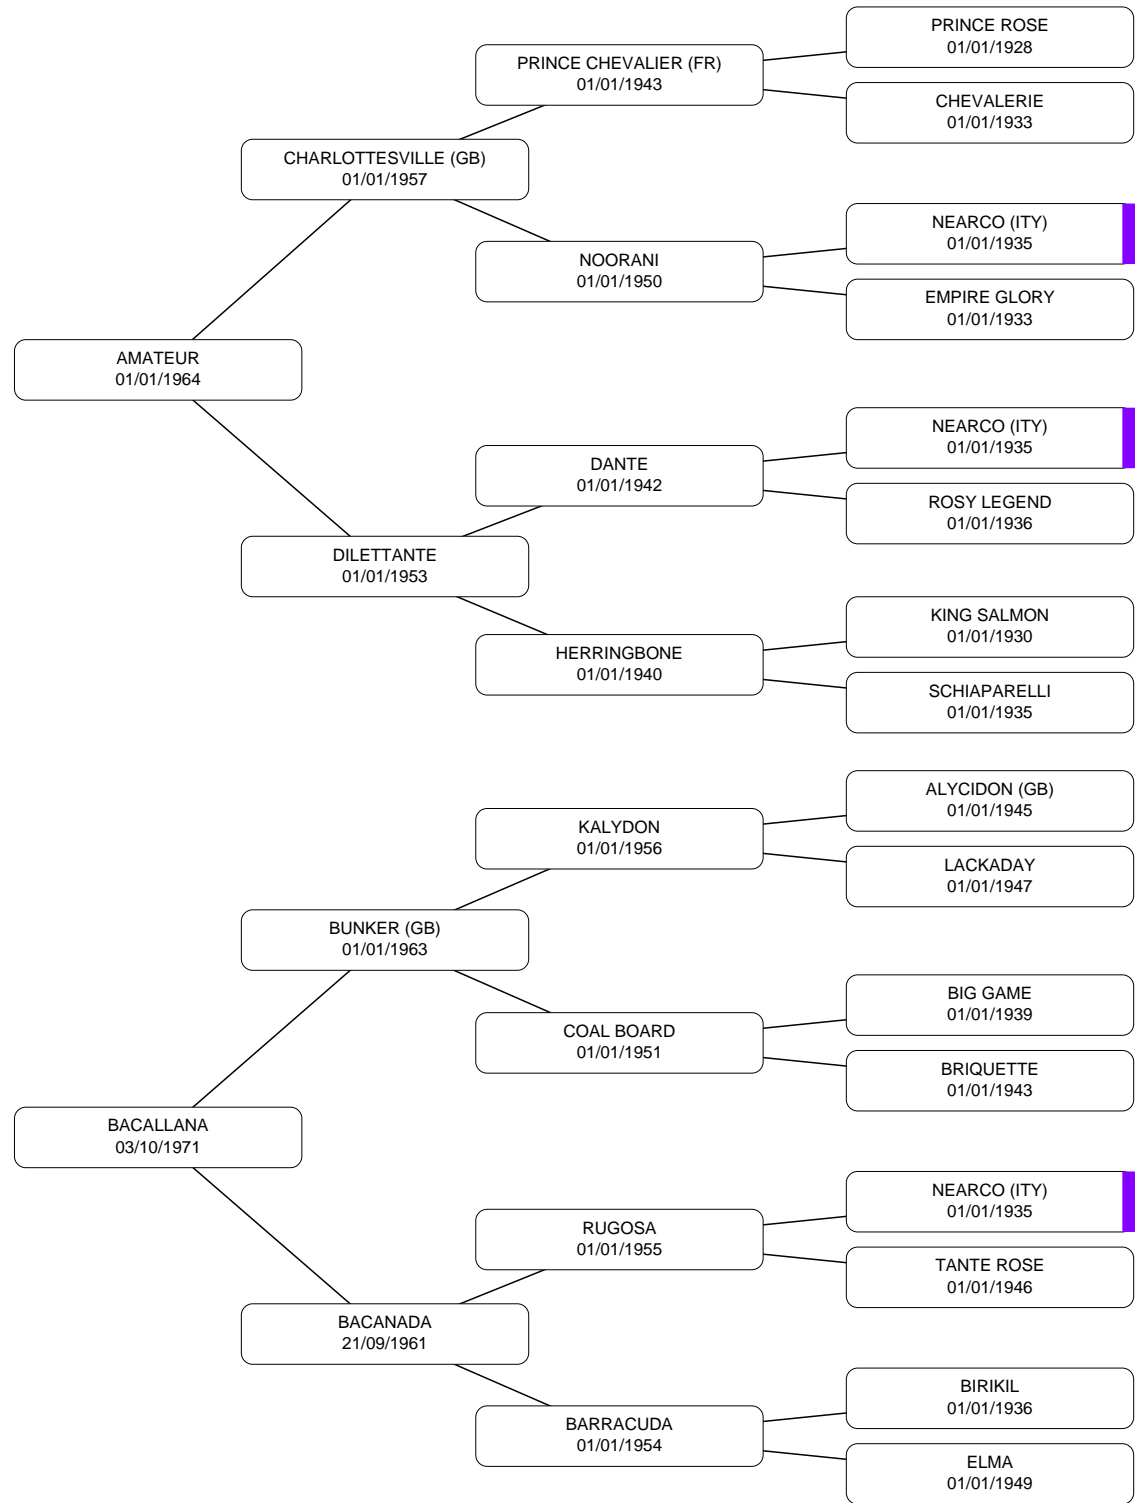 PRINCE ROSE
01/01/1928
PRINCE CHEVALIER (FR)
01/01/1943
CHEVALERIE
01/01/1933
CHARLOTTESVILLE (GB)
01/01/1957
NEARCO (ITY)
01/01/1935
NOORANI
01/01/1950
EMPIRE GLORY
01/01/1933
AMATEUR
01/01/1964
NEARCO (ITY)
01/01/1935
DANTE
01/01/1942
ROSY LEGEND
01/01/1936
DILETTANTE
01/01/1953
KING SALMON
01/01/1930
HERRINGBONE
01/01/1940
SCHIAPARELLI
01/01/1935
ALYCIDON (GB)
01/01/1945
KALYDON
01/01/1956
LACKADAY
01/01/1947
BUNKER (GB)
01/01/1963
BIG GAME
01/01/1939
COAL BOARD
01/01/1951
BRIQUETTE
01/01/1943
BACALLANA
03/10/1971
NEARCO (ITY)
01/01/1935
RUGOSA
01/01/1955
TANTE ROSE
01/01/1946
BACANADA
21/09/1961
BIRIKIL
01/01/1936
BARRACUDA
01/01/1954
ELMA
01/01/1949